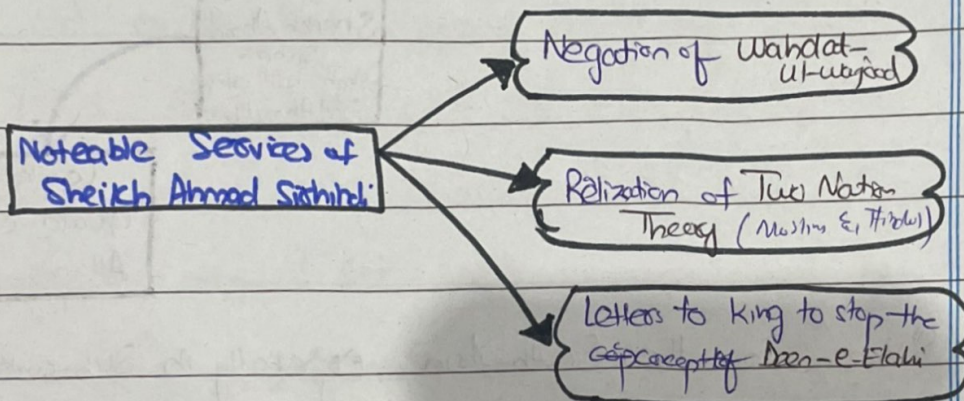 Noteable Services of
Sheikh Ahmad Sirhindi
Negation of Wahdat-
ul-wajood
Relization of Two Nation
Theory (Muslim & Hindus)
Letters to king to stop the
concept of Deen-e-Elahi